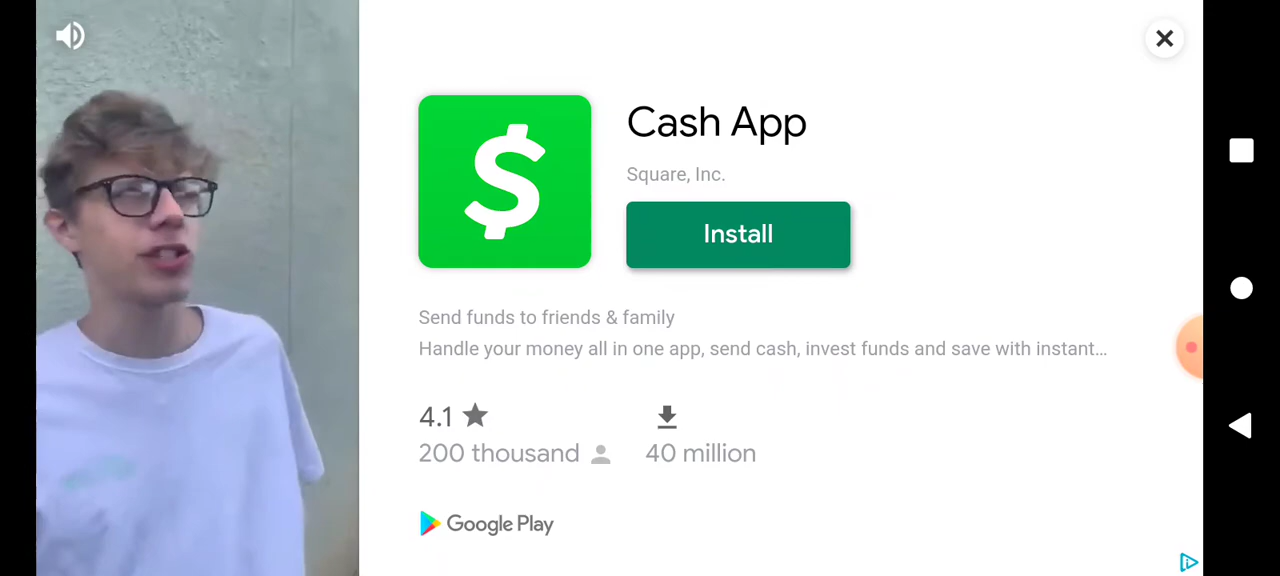 Cash App
Square, Inc.
Install
Send funds to friends & family
Handle your money all in one app, send cash, invest funds and save with instant...
4.1
200 thousand
40 million
Google Play